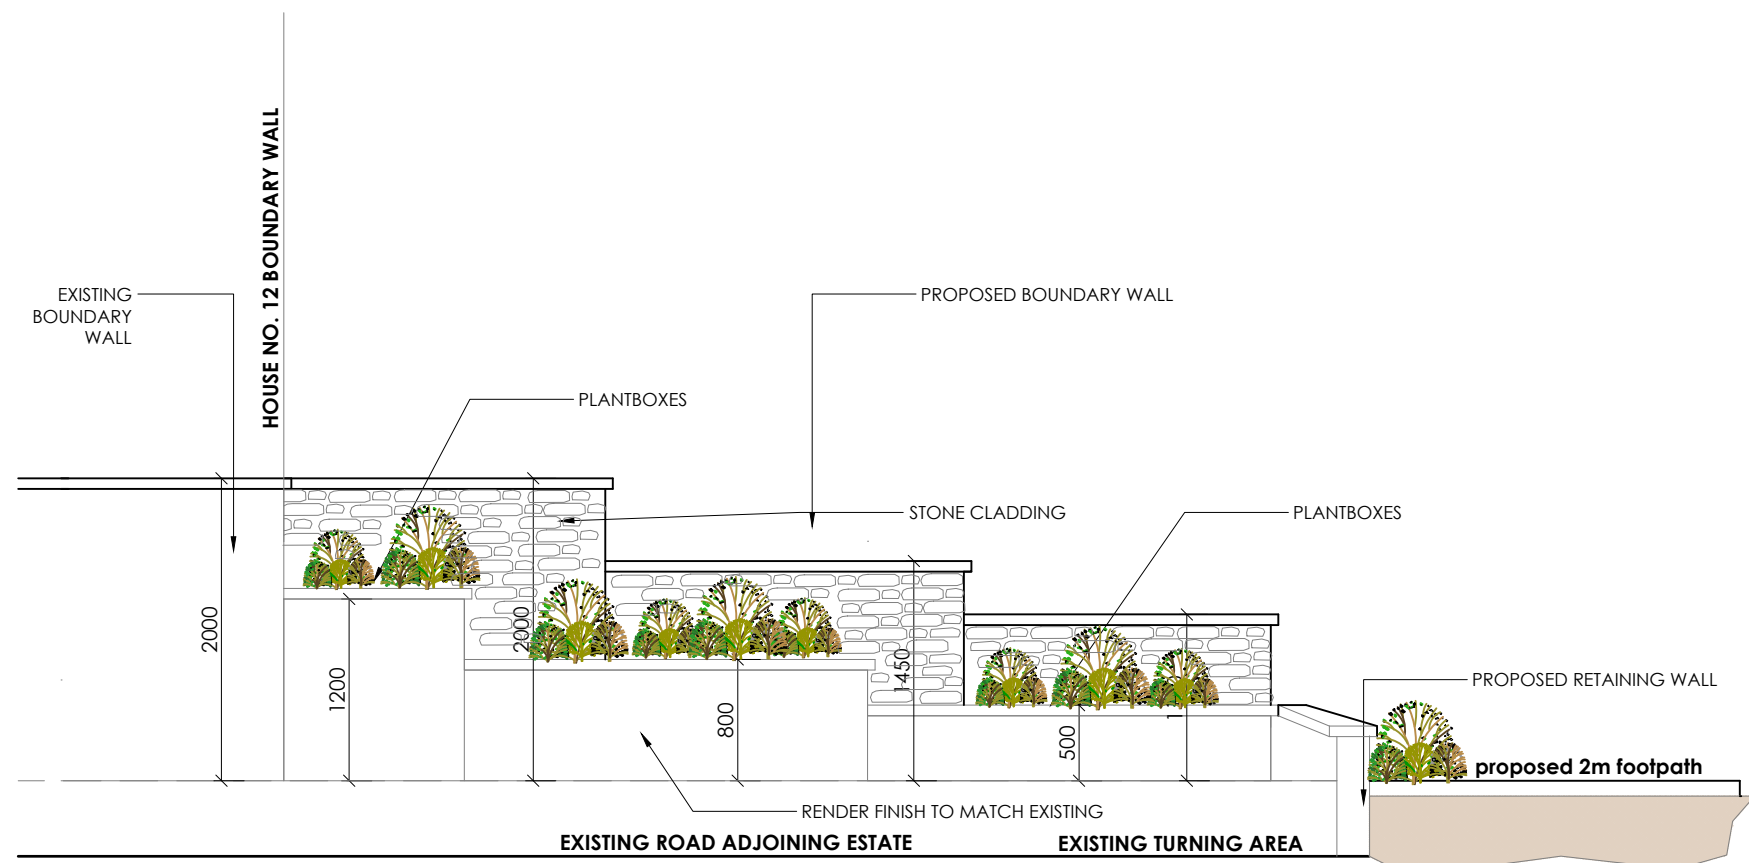 HOUSE NO. 12 BOUNDARY WALL
EXISTING
BOUNDARY
WALL
PROPOSED BOUNDARY WALL
PLANTBOXES
STONE CLADDING
PLANTBOXES
2000
1200
2000
800
1450
500
PROPOSED RETAINING WALL
proposed 2m footpath
RENDER FINISH TO MATCH EXISTING
EXISTING ROAD ADJOINING ESTATE
EXISTING TURNING AREA